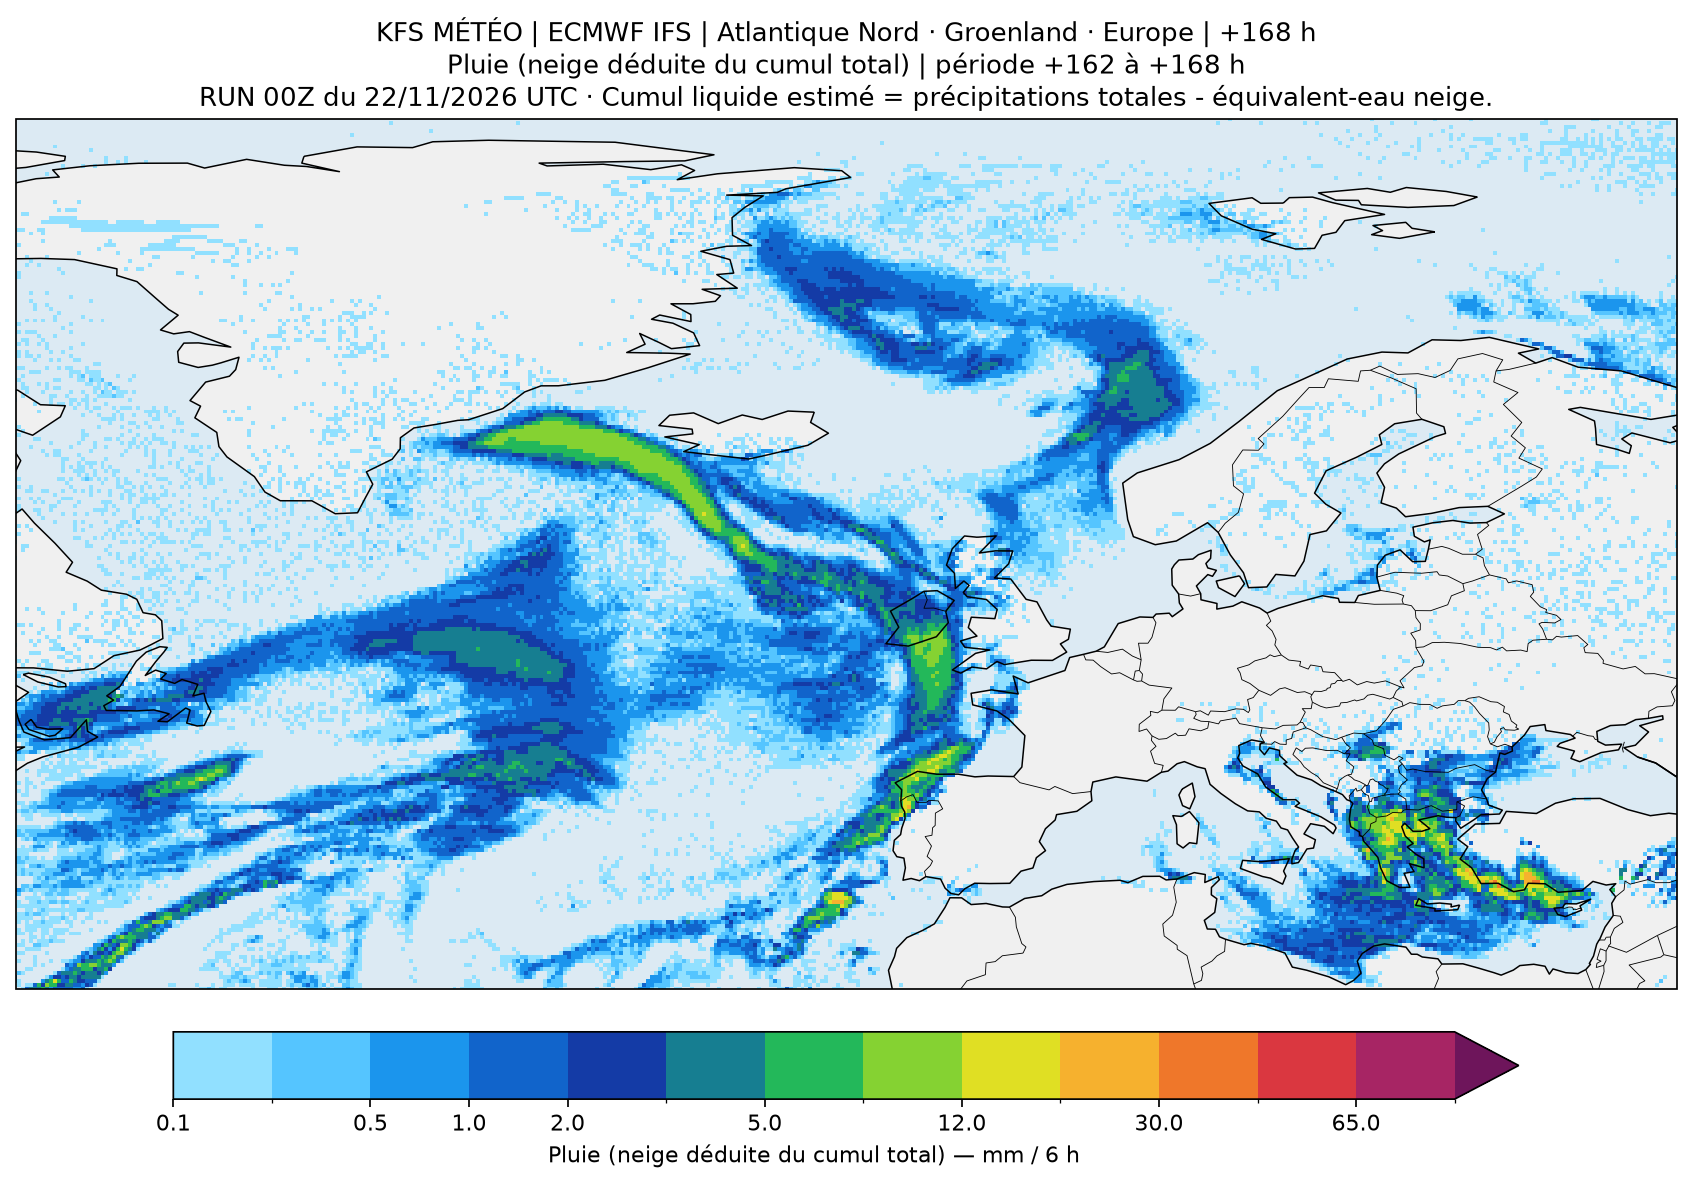 KFS MÉTÉO | ECMWF IFS | Atlantique Nord · Groenland · Europe | +168 h
Pluie (neige déduite du cumul total) | période +162 à +168 h
RUN 00Z du 22/11/2026 UTC · Cumul liquide estimé = précipitations totales - équivalent-eau neige.
0.1 0.5 1.0 2.0 5.0 12.0 30.0 65.0
Pluie (neige déduite du cumul total) — mm / 6 h